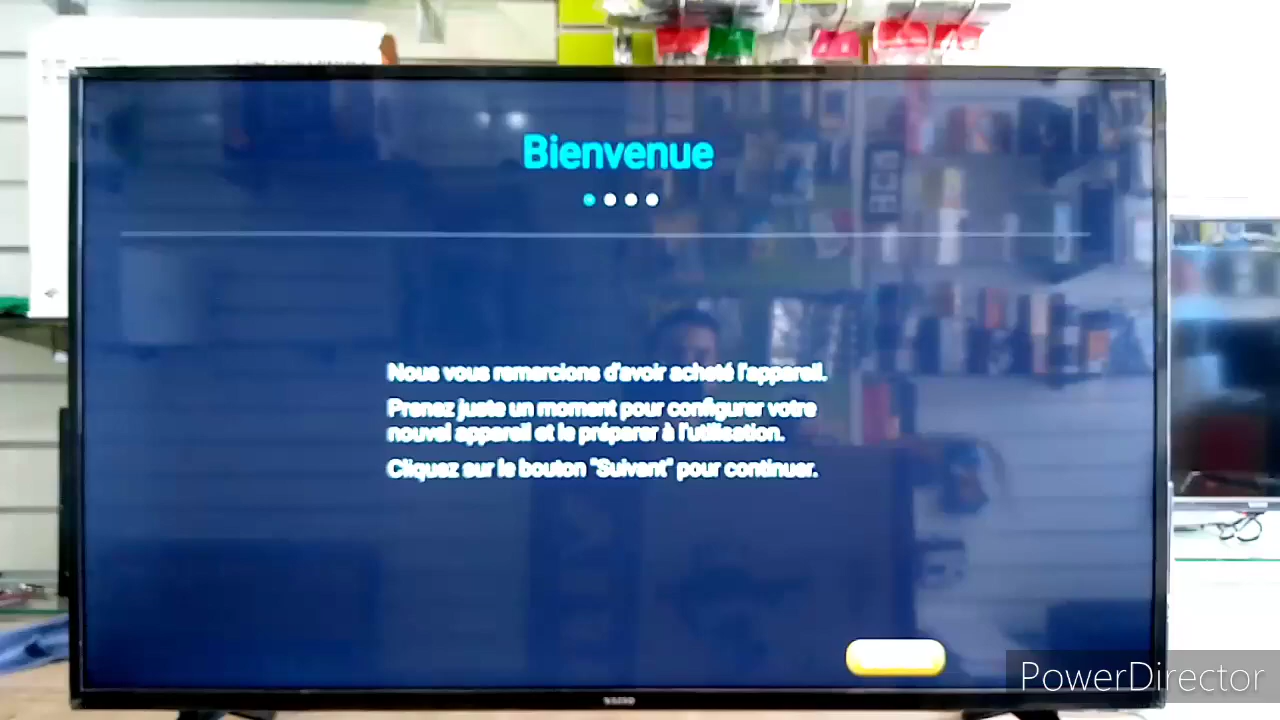 Bienvenue
Nous vous remercions d'avoir acheté l'appareil.
Prenez juste un moment pour configurer votre
nouvel appareil et le préparer à l'utilisation.
Cliquez sur le bouton "Suivant" pour continuer.
PowerDirector